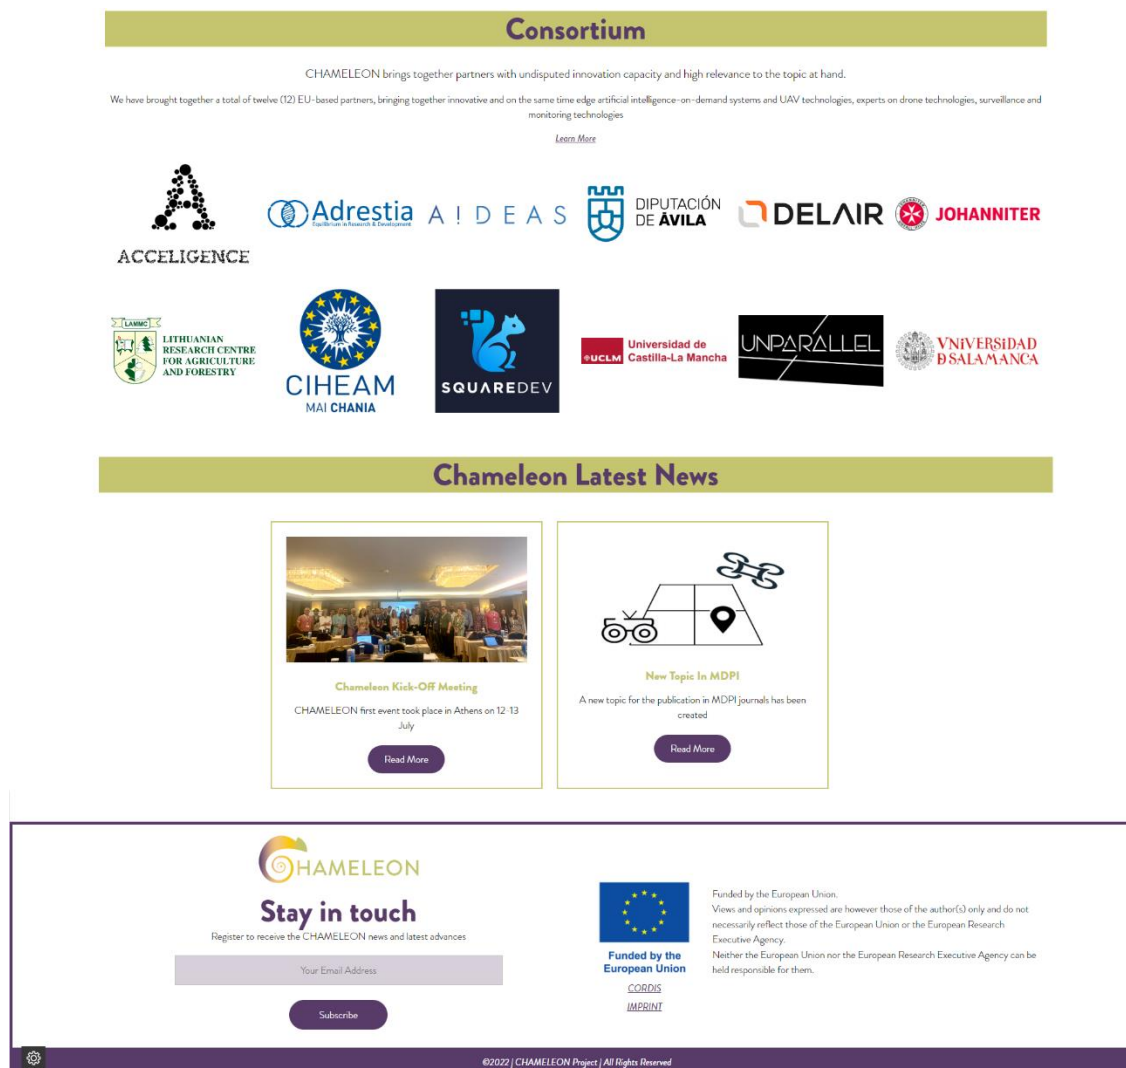 Consortium
CHAMELEON brings together partners with undisputed innovation capacity and high relevance to the topic at hand.
We have brought together a total of twelve (12) EU-based partners, bringing together innovative and on the same time edge artificial intelligence-on-demand systems and UAV technologies, experts on drone technologies, surveillance and
monitoring technologies
Learn More
ACCELIGENCE
Adrestia
Equilibrium in Research & Development
A!DEAS
DIPUTACIÓN
DE ÁVILA
DELAIR
JOHANNITER
LAMMC
LITHUANIAN
RESEARCH CENTRE
FOR AGRICULTURE
AND FORESTRY
CIHEAM
MAI CHANIA
SQUAREDEV
UCLM
Universidad de
Castilla-La Mancha
UNPARALLEL
VNiVERSiDAD
D SALAMANCA
Chameleon Latest News
Chameleon Kick-Off Meeting
CHAMELEON first event took place in Athens on 12-13
July
Read More
New Topic In MDPI
A new topic for the publication in MDPI journals has been
created
Read More
CHAMELEON
Stay in touch
Register to receive the CHAMELEON news and latest advances
Your Email Address
Subscribe
Funded by the
European Union
CORDIS
IMPRINT
Funded by the European Union.
Views and opinions expressed are however those of the author(s) only and do not
necessarily reflect those of the European Union or the European Research
Executive Agency.
Neither the European Union nor the European Research Executive Agency can be
held responsible for them.
©2022 | CHAMELEON Project | All Rights Reserved